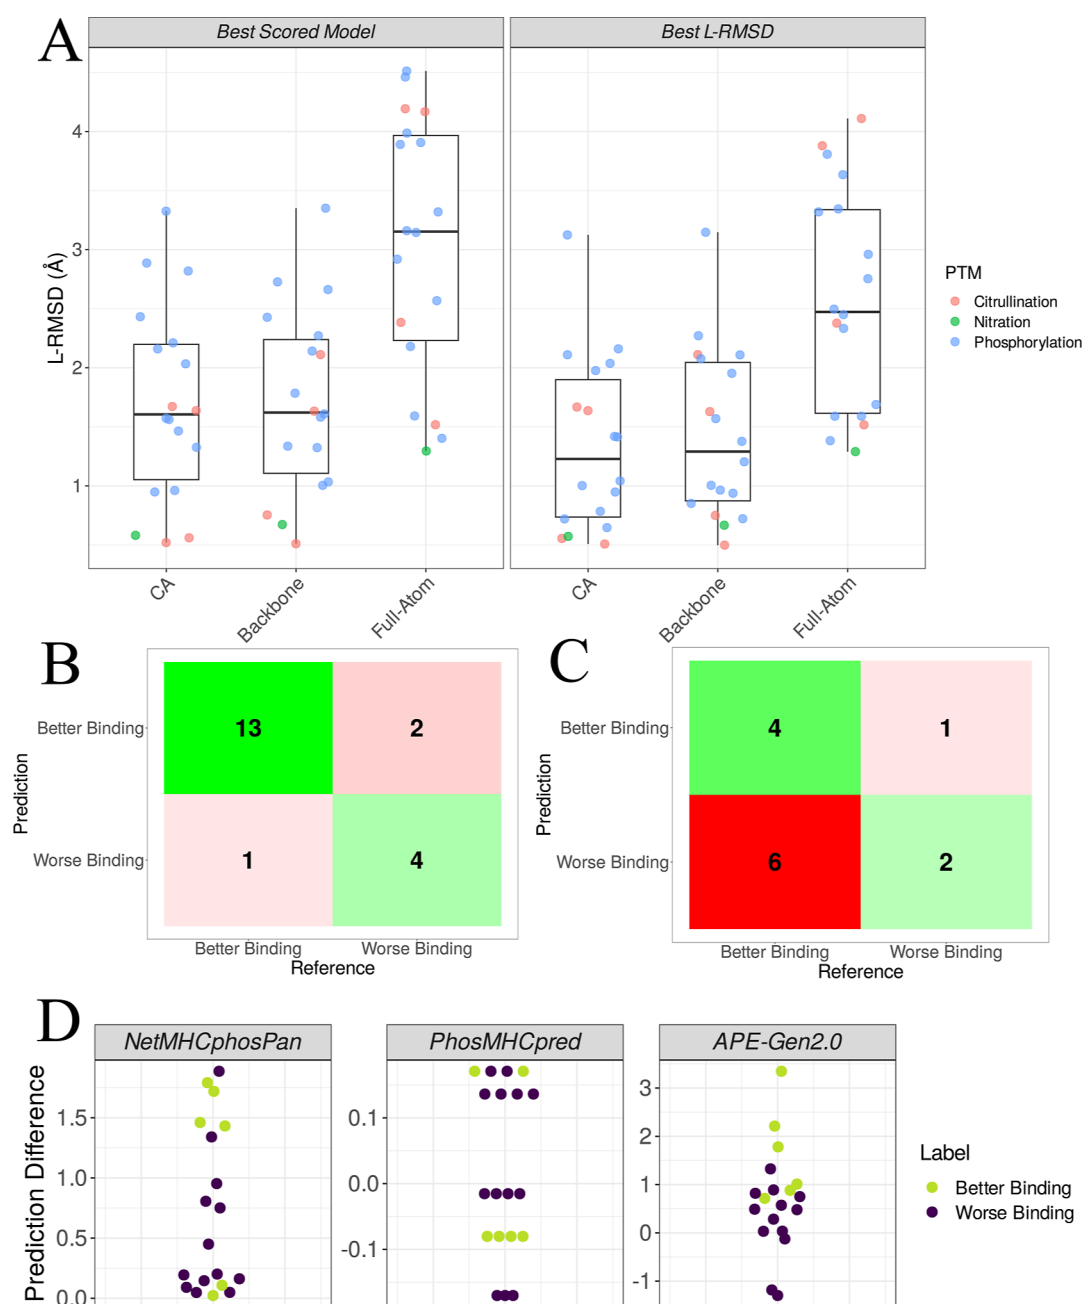 A
Best Scored Model
Best L-RMSD
4
3
2
1
L-RMSD (Å)
CA
Backbone
Full-Atom
CA
Backbone
Full-Atom
PTM
Citrullination
Nitration
Phosphorylation
B
Prediction
Better Binding
13
2
Worse Binding
1
4
Better Binding
Worse Binding
Reference
C
Prediction
Better Binding
4
1
Worse Binding
6
2
Better Binding
Worse Binding
Reference
D
NetMHCphosPan
PhosMHCpred
APE-Gen2.0
Prediction Difference
1.5
1.0
0.5
0.0
0.1
0.0
-0.1
3
2
1
0
-1
Label
Better Binding
Worse Binding